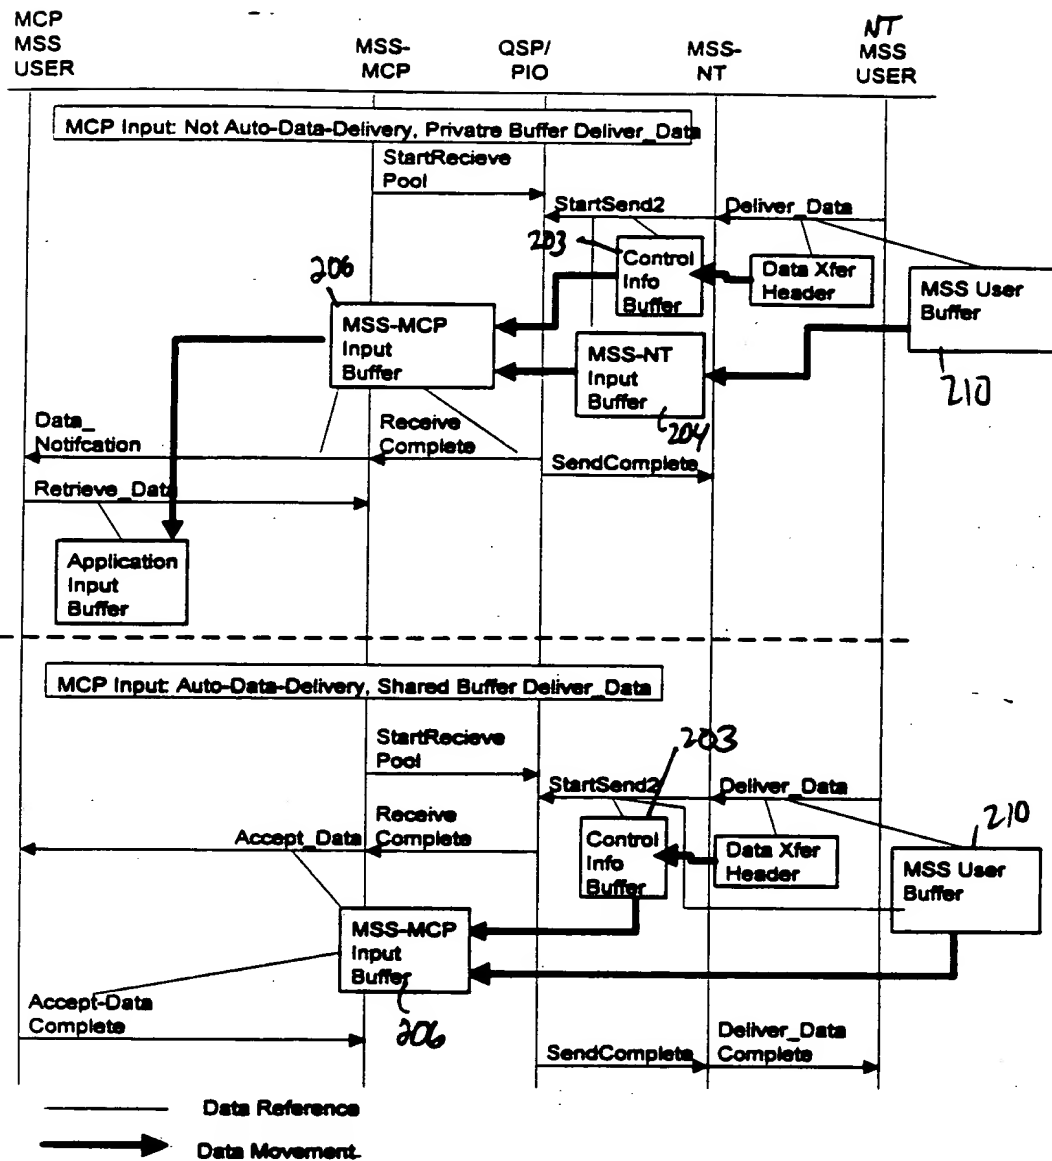 MCP
MSS
USER
MSS-
MCP
QSP/
PIO
MSS-
NT
NT
MSS
USER
MCP Input: Not Auto-Data-Delivery, Privatre Buffer Deliver_Data
StartRecieve
Pool
StartSend2
Deliver_Data
203
Control
Info
Buffer
Data Xfer
Header
MSS User
Buffer
210
206
MSS-MCP
Input
Buffer
MSS-NT
Input
Buffer
204
Data_
Notifcation
Receive
Complete
SendComplete
Retrieve_Data
Application
Input
Buffer
MCP Input: Auto-Data-Delivery, Shared Buffer Deliver_Data
StartRecieve
Pool
203
StartSend2
Deliver_Data
Receive
Complete
Accept_Data
Control
Info
Buffer
Data Xfer
Header
210
MSS User
Buffer
MSS-MCP
Input
Buffer
206
Accept-Data
Complete
SendComplete
Deliver_Data
Complete
Data Reference
Data Movement